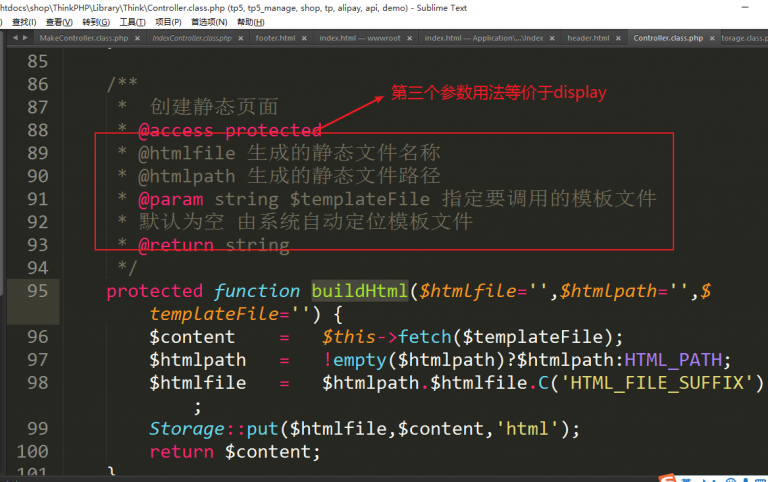 htdocs\shop\ThinkPHP\Library\Think\Controller.class.php (tp5, tp5_manage, shop, tp, alipay, api, demo) - Sublime Text
查找(I) 查看(V) 转到(G) 工具(T) 项目(P) 首选项(N) 帮助(H)
MakeController.class.php IndexController.class.php footer.html index.html — wwwroot index.html — Application\...\Index header.html Controller.class.php torage.class.p
85
86 /**
87 * 创建静态页面
第三个参数用法等价于display
88 * @access protected
89 * @htmlfile 生成的静态文件名称
90 * @htmlpath 生成的静态文件路径
91 * @param string $templateFile 指定要调用的模板文件
92 * 默认为空 由系统自动定位模板文件
93 * @return string
94 */
95 protected function buildHtml($htmlfile='',$htmlpath='',$
templateFile='') {
96 $content = $this->fetch($templateFile);
97 $htmlpath = !empty($htmlpath)?$htmlpath:HTML_PATH;
98 $htmlfile = $htmlpath.$htmlfile.C('HTML_FILE_SUFFIX')
;
99 Storage::put($htmlfile,$content,'html');
100 return $content;
101 }